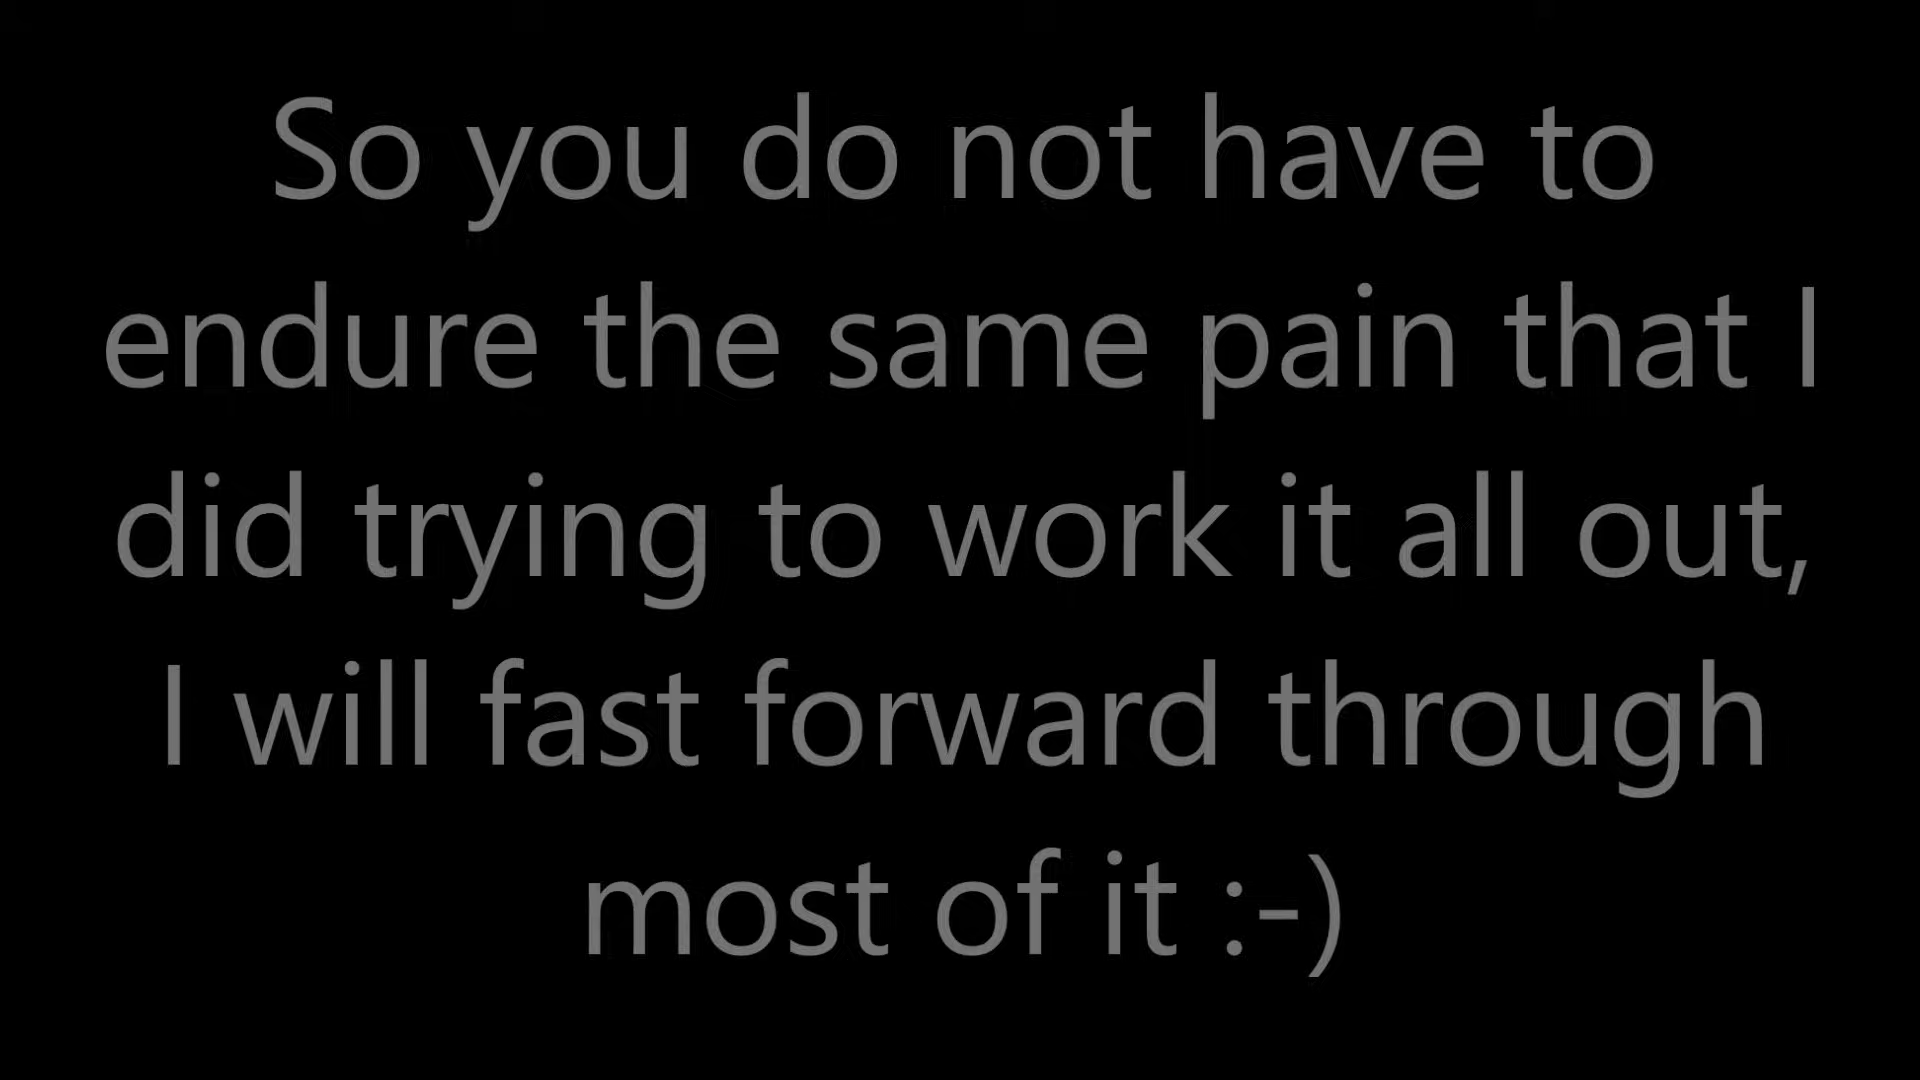 So you do not have to
endure the same pain that I
did trying to work it all out,
I will fast forward through
most of it :-)